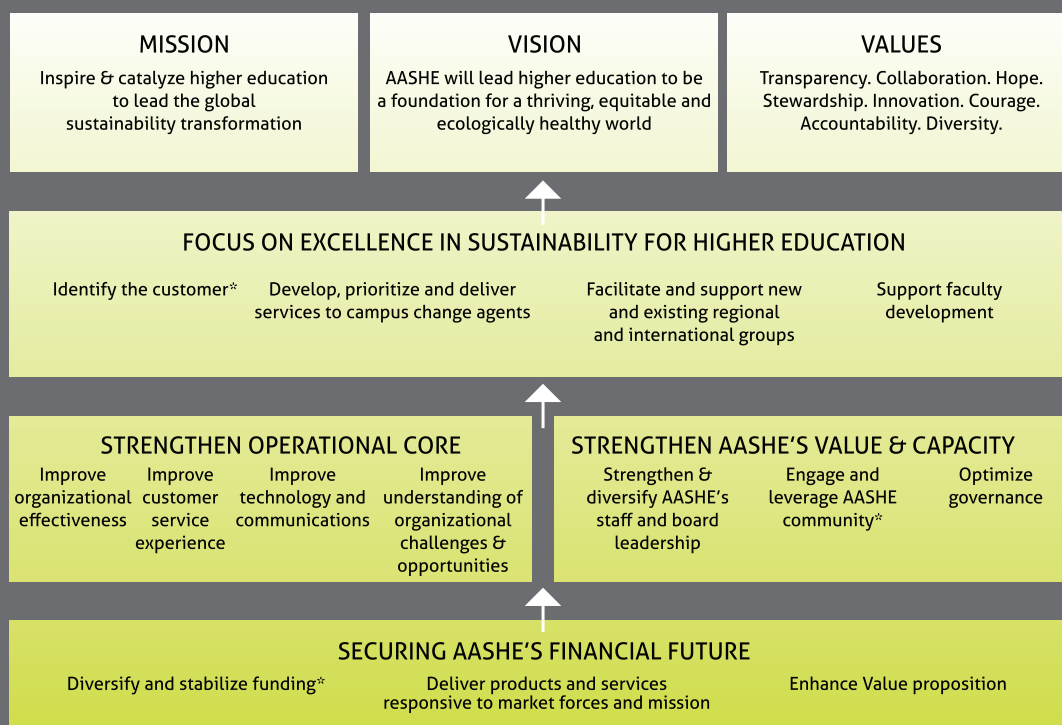 MISSION
Inspire & catalyze higher education
to lead the global
sustainability transformation
VISION
AASHE will lead higher education to be
a foundation for a thriving, equitable and
ecologically healthy world
VALUES
Transparency. Collaboration. Hope.
Stewardship. Innovation. Courage.
Accountability. Diversity.
FOCUS ON EXCELLENCE IN SUSTAINABILITY FOR HIGHER EDUCATION
Identify the customer*
Develop, prioritize and deliver
services to campus change agents
Facilitate and support new
and existing regional
and international groups
Support faculty
development
STRENGTHEN OPERATIONAL CORE
Improve
organizational
effectiveness
Improve
customer
service
experience
Improve
technology and
communications
Improve
understanding of
organizational
challenges &
opportunities
STRENGTHEN AASHE'S VALUE & CAPACITY
Strengthen &
diversify AASHE's
staff and board
leadership
Engage and
leverage AASHE
community*
Optimize
governance
SECURING AASHE'S FINANCIAL FUTURE
Diversify and stabilize funding*
Deliver products and services
responsive to market forces and mission
Enhance Value proposition